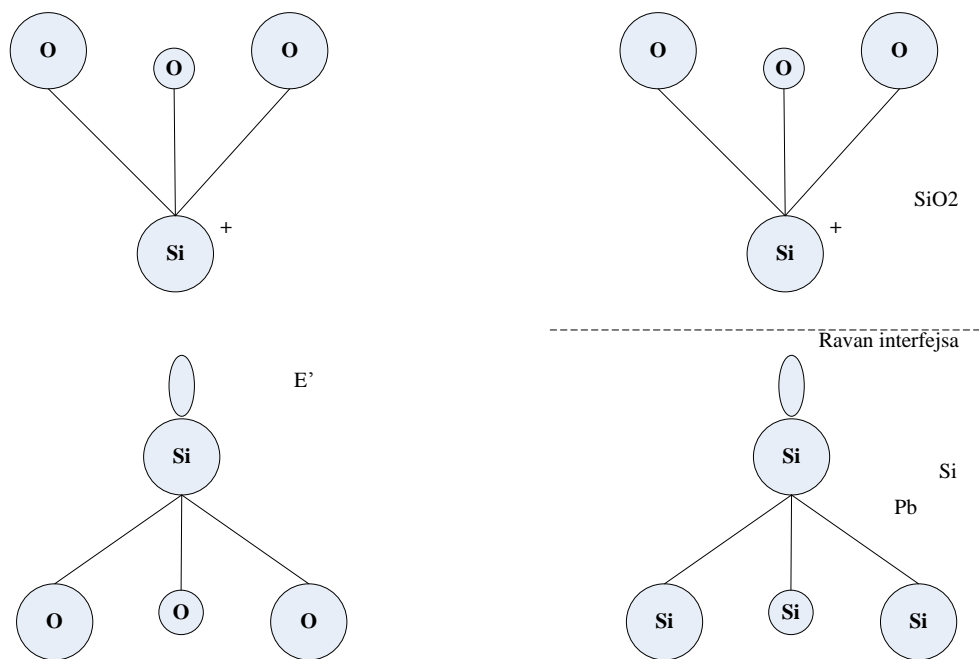 O O O
Si +
E’
Si
O O O
O O O
SiO2
Si +
Ravan interfejsa
Si
Si
Pb
Si Si Si